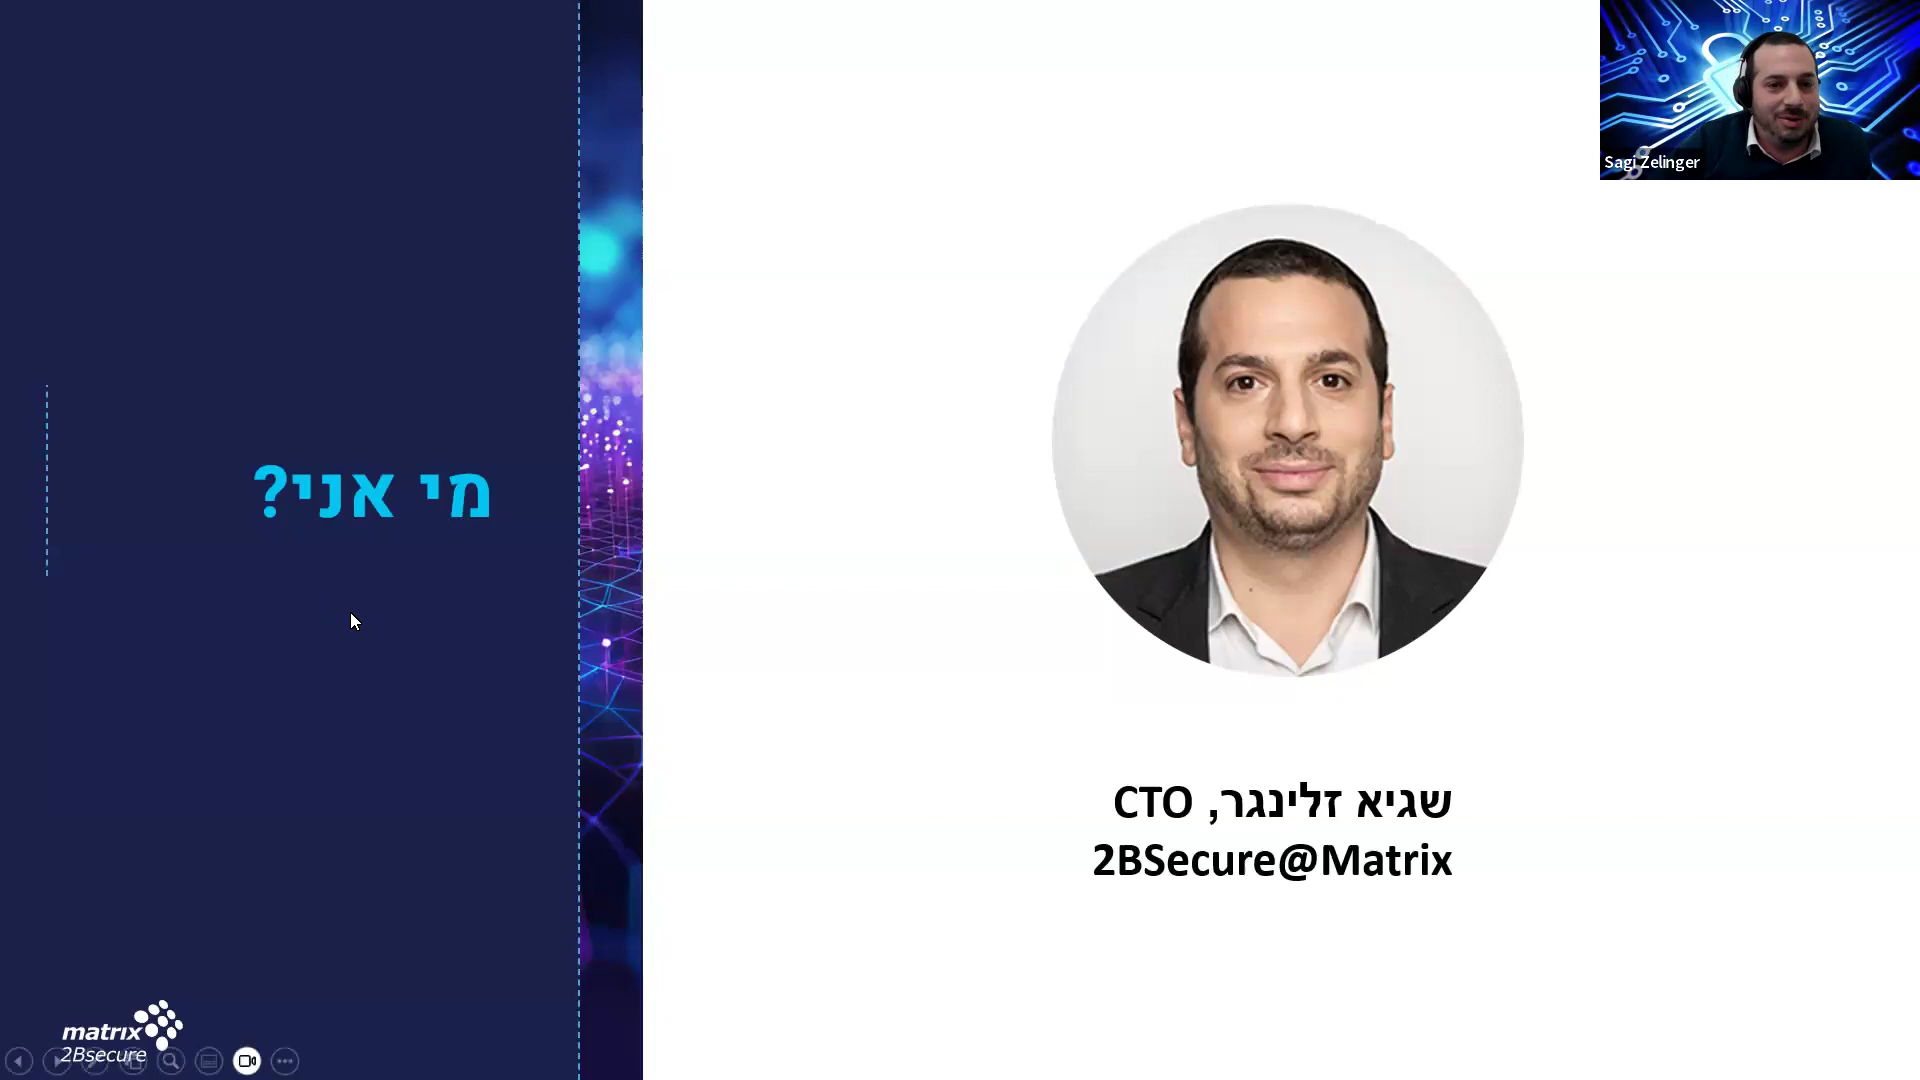 Sagi Zelinger
מי אני?
שגיא זלינגר, CTO
2BSecure@Matrix
matrix
2Bsecure